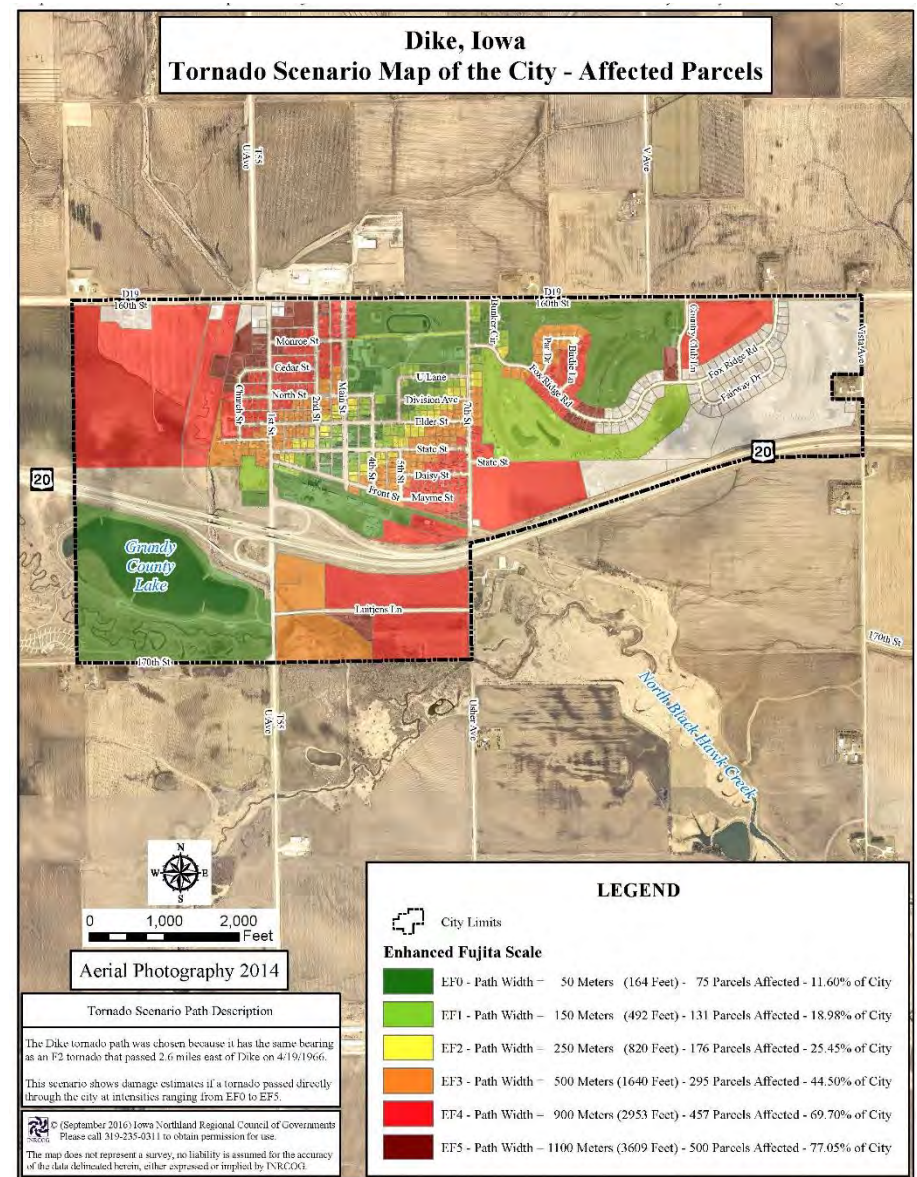 Dike, Iowa
Tornado Scenario Map of the City - Affected Parcels
T55
U Ave
V Ave
D19
160th St
D19
160th St
Vista Ave
Bunker Cir
Country Club Ln
Monroe St
Cedar St
North St
Church St
1st St
2nd St
Main St
U Lane
Division Ave
Elder St
State St
Daisy St
Mayme St
4th St
5th St
7th St
Front St
State St
Par Dr
Birdie Ln
Fox Ridge Rd
Fox Ridge Rd
Fairway Dr
20
20
Grundy
County
Lake
Luitjens Ln
170th St
170th St
T55
U Ave
Usher Ave
North Black Hawk Creek
N
W E
S
0 1,000 2,000
Feet
Aerial Photography 2014
Tornado Scenario Path Description
The Dike tornado path was chosen because it has the same bearing
as an F2 tornado that passed 2.6 miles east of Dike on 4/19/1966.
This scenario shows damage estimates if a tornado passed directly
through the city at intensities ranging from EF0 to EF5.
INRCOG
© (September 2016) Iowa Northland Regional Council of Governments
Please call 319-235-0311 to obtain permission for use.
The map does not represent a survey, no liability is assumed for the accuracy
of the data delineated herein, either expressed or implied by INRCOG.
LEGEND
City Limits
Enhanced Fujita Scale
EF0 - Path Width = 50 Meters (164 Feet) - 75 Parcels Affected - 11.60% of City
EF1 - Path Width = 150 Meters (492 Feet) - 131 Parcels Affected - 18.98% of City
EF2 - Path Width = 250 Meters (820 Feet) - 176 Parcels Affected - 25.45% of City
EF3 - Path Width = 500 Meters (1640 Feet) - 295 Parcels Affected - 44.50% of City
EF4 - Path Width = 900 Meters (2953 Feet) - 457 Parcels Affected - 69.70% of City
EF5 - Path Width = 1100 Meters (3609 Feet) - 500 Parcels Affected - 77.05% of City